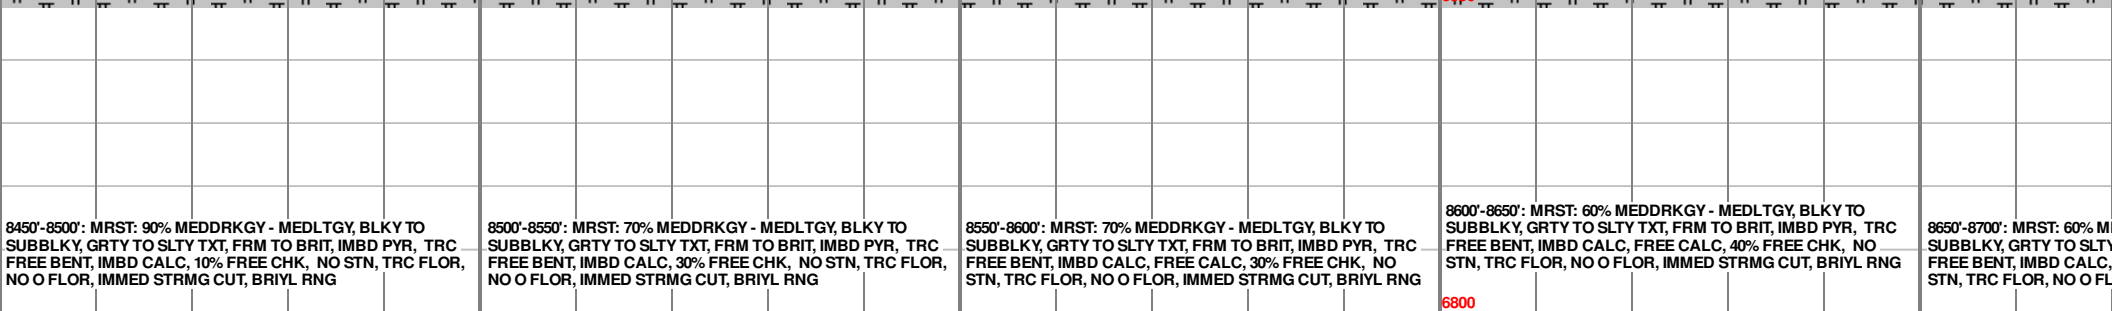 8450'-8500': MRST: 90% MEDDRKGY - MEDLTGY, BLKY TO
SUBBLKY, GRTY TO SLTY TXT, FRM TO BRIT, IMBD PYR, TRC
FREE BENT, IMBD CALC, 10% FREE CHK, NO STN, TRC FLOR,
NO O FLOR, IMMED STRMG CUT, BRIYL RNG
8500'-8550': MRST: 70% MEDDRKGY - MEDLTGY, BLKY TO
SUBBLKY, GRTY TO SLTY TXT, FRM TO BRIT, IMBD PYR, TRC
FREE BENT, IMBD CALC, 30% FREE CHK, NO STN, TRC FLOR,
NO O FLOR, IMMED STRMG CUT, BRIYL RNG
8550'-8600': MRST: 70% MEDDRKGY - MEDLTGY, BLKY TO
SUBBLKY, GRTY TO SLTY TXT, FRM TO BRIT, IMBD PYR, TRC
FREE BENT, IMBD CALC, FREE CALC, 30% FREE CHK, NO
STN, TRC FLOR, NO O FLOR, IMMED STRMG CUT, BRIYL RNG
8600'-8650': MRST: 60% MEDDRKGY - MEDLTGY, BLKY TO
SUBBLKY, GRTY TO SLTY TXT, FRM TO BRIT, IMBD PYR, TRC
FREE BENT, IMBD CALC, FREE CALC, 40% FREE CHK, NO
STN, TRC FLOR, NO O FLOR, IMMED STRMG CUT, BRIYL RNG
6800
8650'-8700': MRST: 60%
SUBBLKY, GRTY TO SLTY
FREE BENT, IMBD CALC,
STN, TRC FLOR, NO O